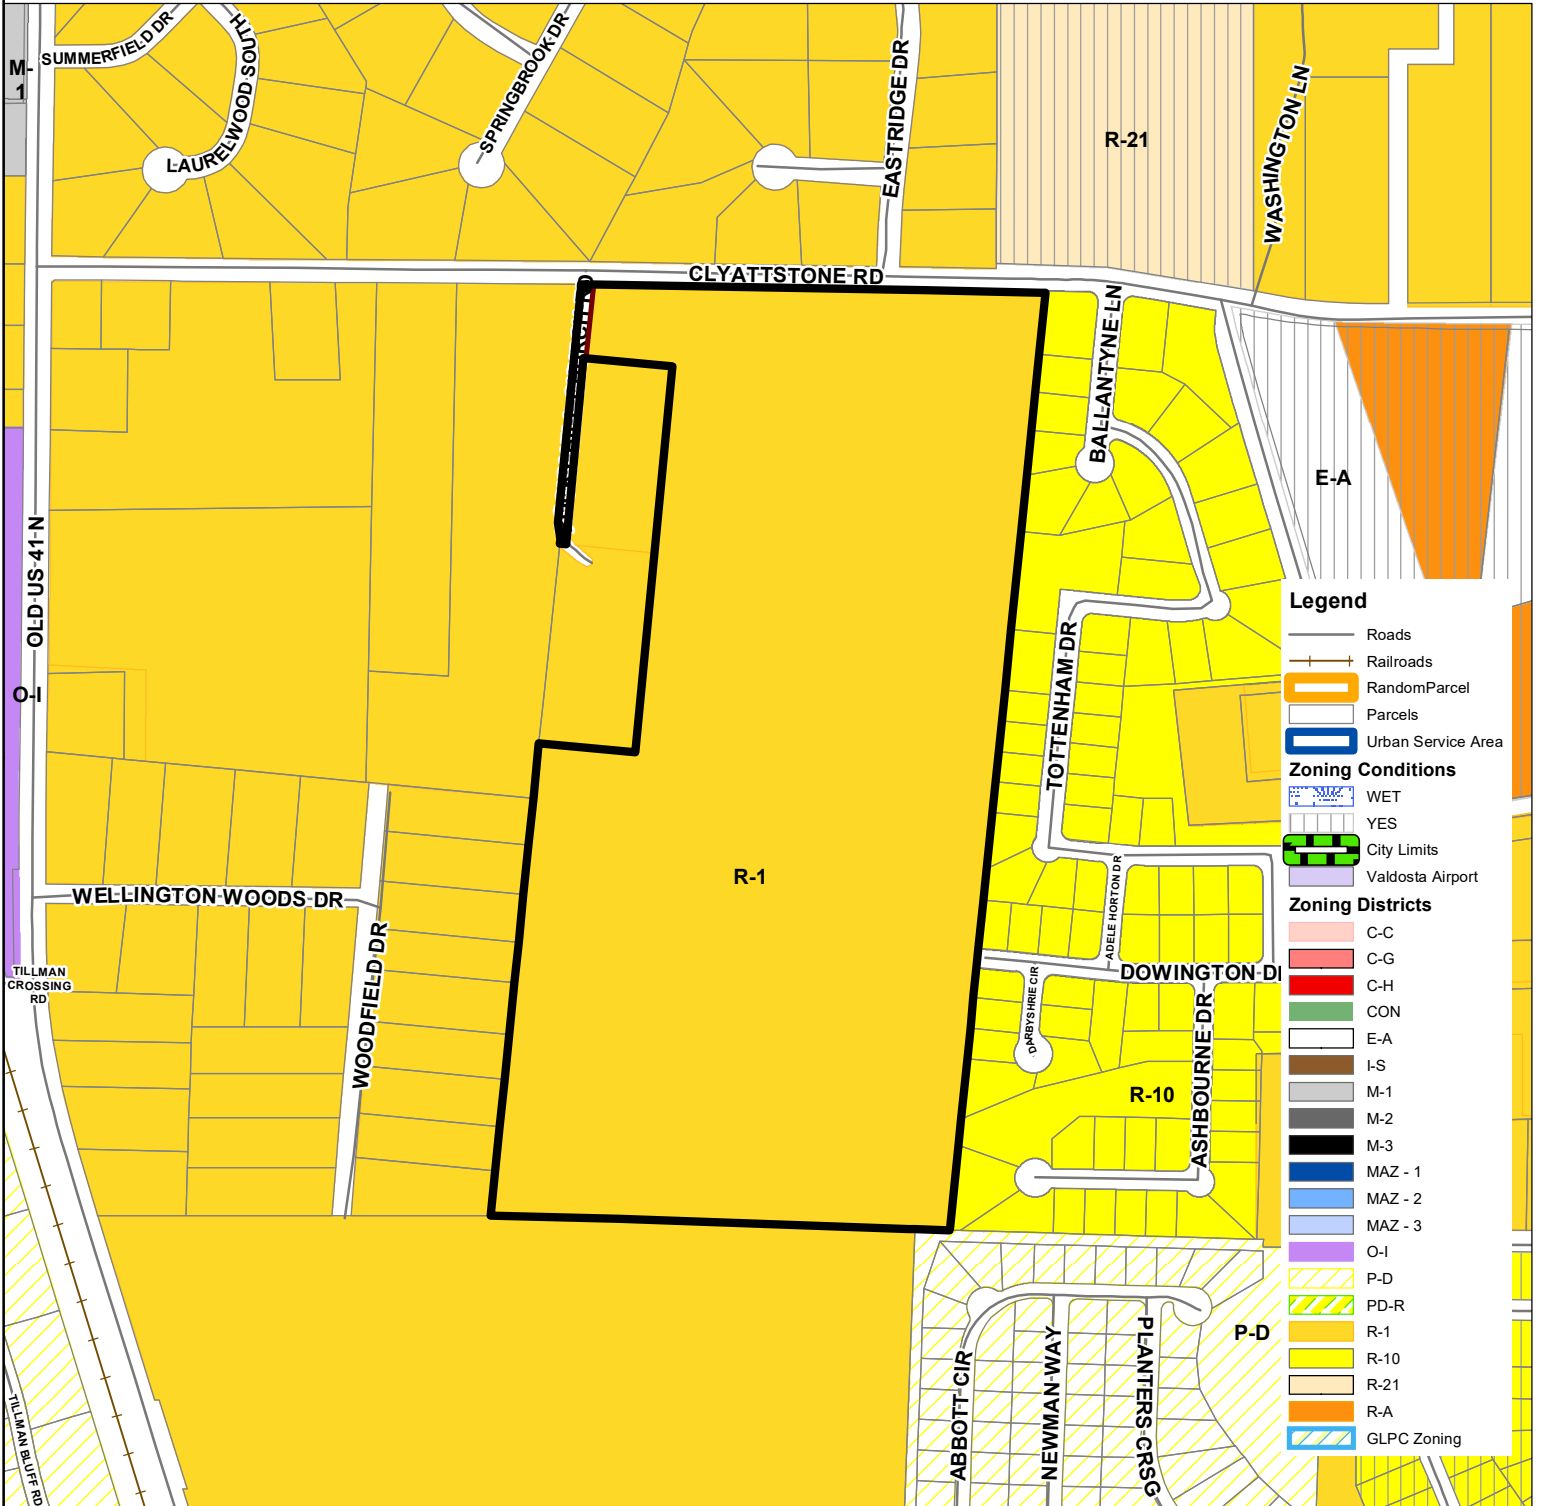 SUMMERFIELD DR
LAURELWOOD SOUTH
SPRINGBROOK DR
EASTRIDGE DR
WASHINGTON LN
M-
1
R-21
CLYATTSTONE RD
BALLANTYNE LN
E-A
OLD US 41 N
O-I
TOTTENHAM DR
R-1
WELLINGTON WOODS DR
WOODFIELD DR
TILLMAN
CROSSING
RD
ADELE HORTON DR
DOWINGTON DR
DARBYSHRIE CIR
ASHBOURNE DR
R-10
P-D
ABBOTT CIR
NEWMAN WAY
PLANTERS CRSG
TILLMAN BLUFF RD
Legend
Roads
Railroads
RandomParcel
Parcels
Urban Service Area
Zoning Conditions
WET
YES
City Limits
Valdosta Airport
Zoning Districts
C-C
C-G
C-H
CON
E-A
I-S
M-1
M-2
M-3
MAZ - 1
MAZ - 2
MAZ - 3
O-I
P-D
PD-R
R-1
R-10
R-21
R-A
GLPC Zoning